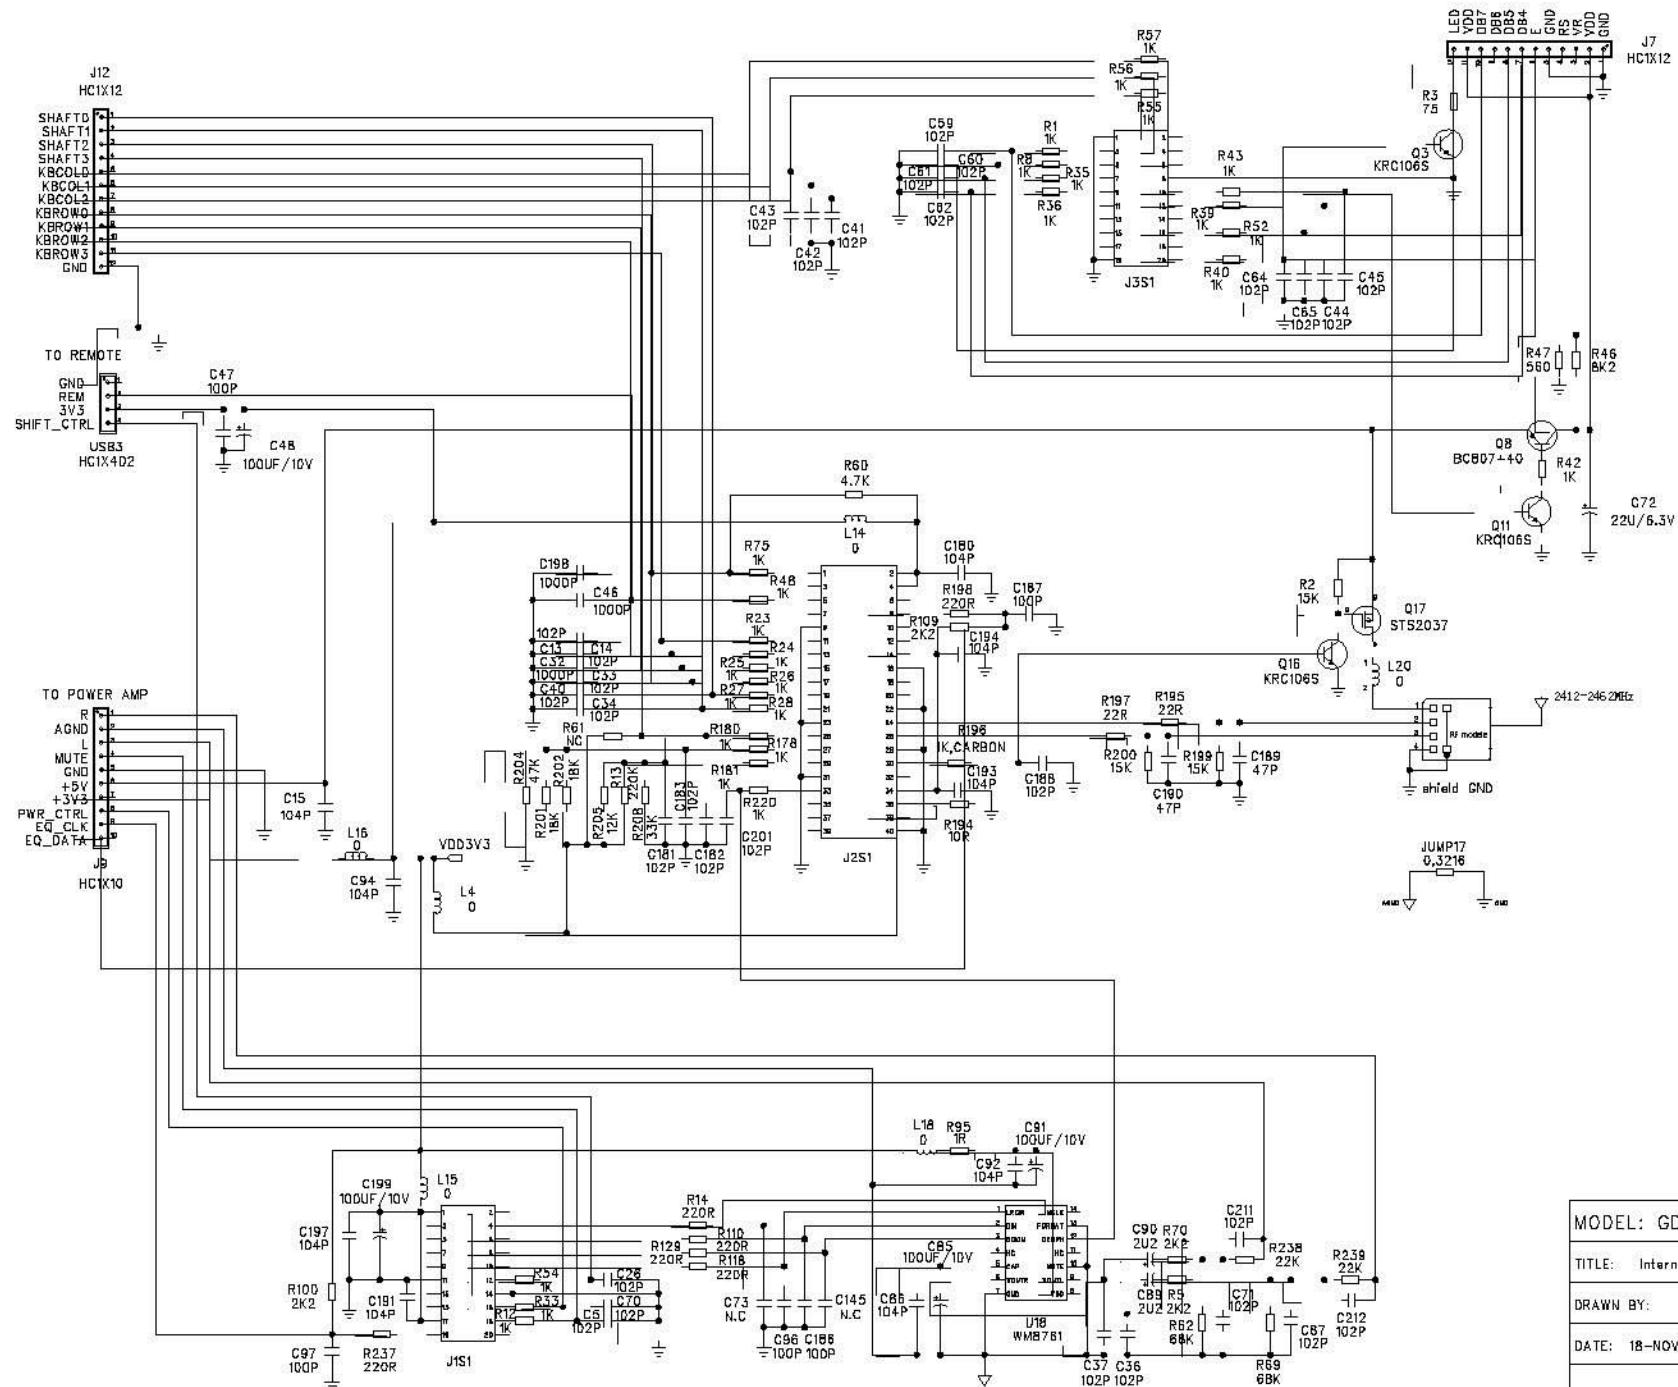 J12
HC1X12
SHAFT0
SHAFT1
SHAFT2
SHAFT3
KBCOL0
KBCOL1
KBCOL2
KBROW0
KBROW1
KBROW2
KBROW3
GND
TO REMOTE
GND
REM
3V3
SHIFT_CTRL
USB3
HC1X4D2
C47
100P
C48
100UF/10V
R57
1K
R56
1K
R55
1K
C43
102P
C41
102P
C42
102P
C59
102P
C60
102P
C61
102P
C62
102P
R1
1K
R8
1K
R35
1K
R36
1K
J3S1
R43
1K
R39
1K
R52
1K
R40
1K
C64
102P
C65
102P
C44
102P
C45
102P
LED
VDD
DB7
DB6
DB5
DB4
E
GND
RS
VR
VDD
GND
J7
HC1X12
R3
75
Q3
KRC106S
R47
560
R46
8K2
Q8
BC807-40
R42
1K
Q11
KRC106S
C72
22U/6.3V
R60
4.7K
L14
0
R75
1K
R48
1K
R23
1K
R24
1K
R25
1K
R26
1K
R27
1K
R28
1K
R180
1K
R178
1K
R181
1K
R220
1K
C198
1000P
C46
1000P
102P
C13
C14
102P
C32
1000P
C33
102P
C40
102P
C34
102P
R61
NC
R204
47K
R201
18K
R202
18K
R205
12K
R13
220K
R208
33K
C183
102P
C181
102P
C182
102P
C201
102P
J2S1
C180
104P
R198
220R
C187
100P
R109
2K2
C194
104P
R196
1K,CARBON
C193
104P
R194
10R
C188
102P
R197
22R
R195
22R
R200
15K
R199
15K
C190
47P
C189
47P
R2
15K
Q17
STS2037
Q16
KRC106S
L20
0
2412-2462MHz
RF module
shield GND
JUMP17
0,3216
AGND
GND
TO POWER AMP
R
AGND
L
MUTE
GND
+5V
+3V3
PWR_CTRL
EQ_CLK
EQ_DATA
J9
HC1X10
C15
104P
L16
0
C94
104P
VDD3V3
L4
0
L15
0
C199
100UF/10V
C197
104P
C191
104P
R100
2K2
C97
100P
R237
220R
J1S1
R54
1K
R33
1K
R12
1K
C26
102P
C70
102P
C5
102P
R14
220R
R110
220R
R129
220R
R118
220R
C73
N.C
C96
100P
C186
100P
C145
N.C
L18
0
R95
1R
C91
100UF/10V
C92
104P
C85
100UF/10V
C86
104P
U18
WM8761
C37
102P
C36
102P
C90
2U2
R70
2K2
C89
2U2
R5
2K2
C211
102P
R238
22K
R239
22K
C212
102P
C71
102P
R62
68K
R69
68K
C67
102P
MODEL: GD
TITLE: Intern
DRAWN BY:
DATE: 18-NOV